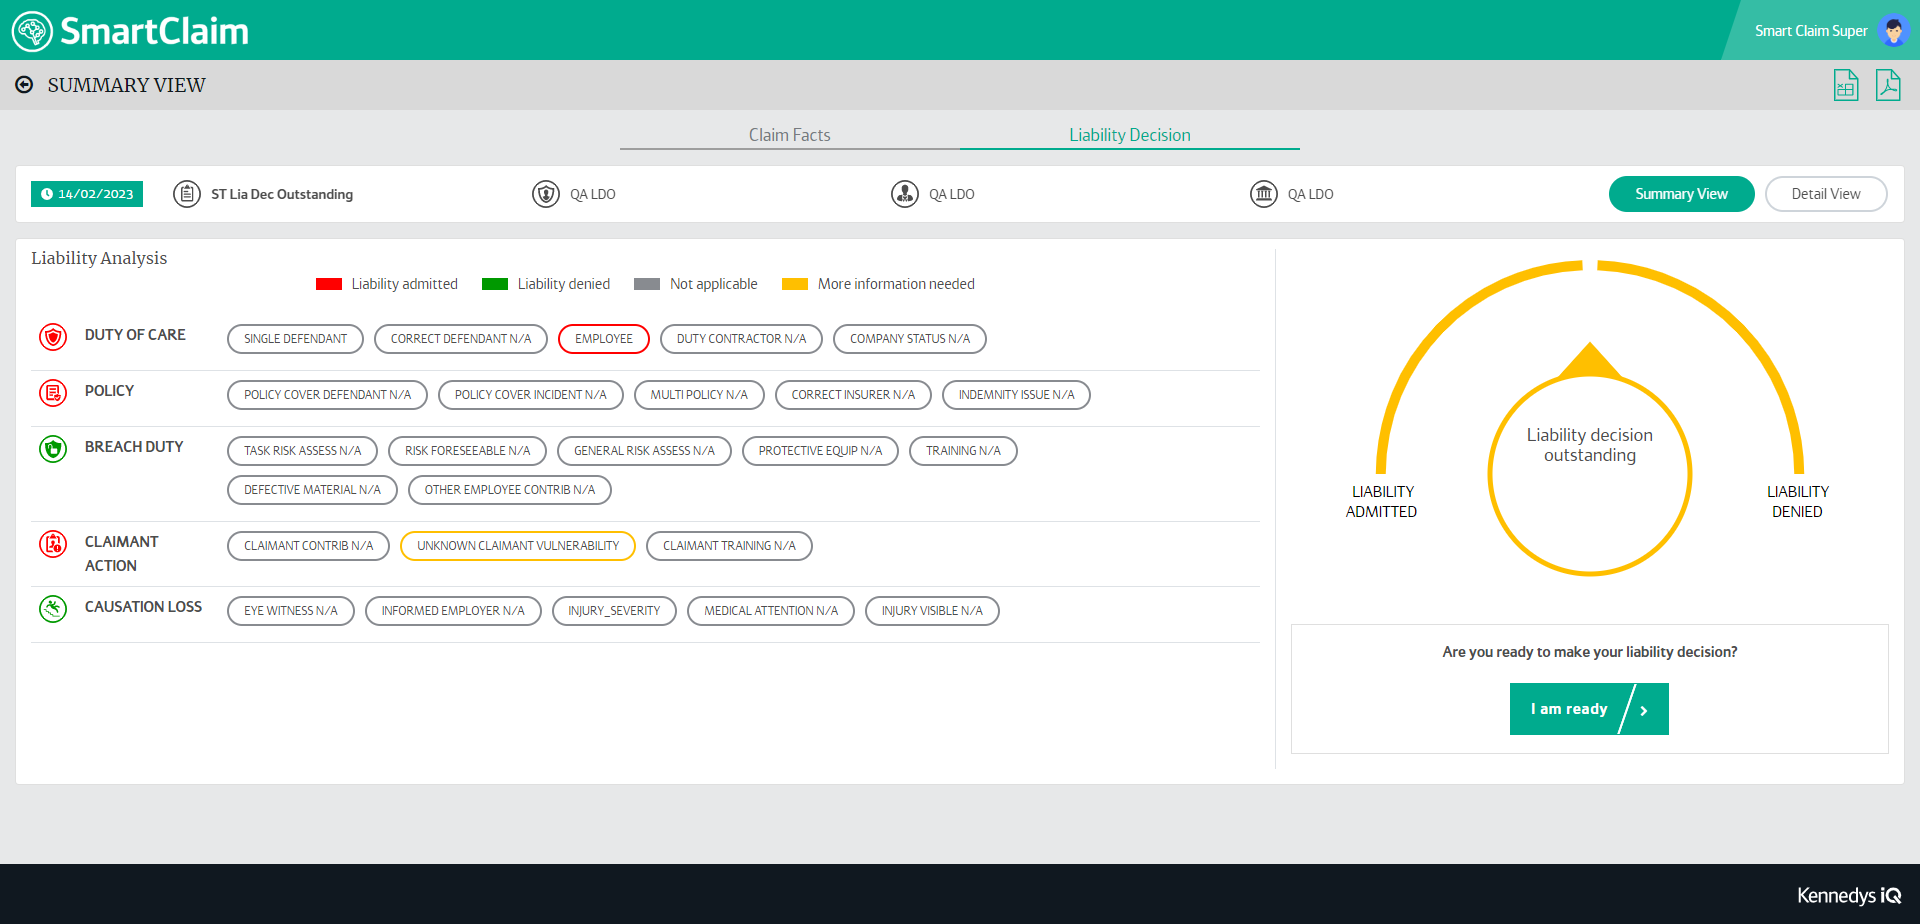 SmartClaim
Smart Claim Super
SUMMARY VIEW
Claim Facts
Liability Decision
14/02/2023
ST Lia Dec Outstanding
QA LDO
QA LDO
QA LDO
Summary View
Detail View
Liability Analysis
Liability admitted
Liability denied
Not applicable
More information needed
DUTY OF CARE
SINGLE DEFENDANT
CORRECT DEFENDANT N/A
EMPLOYEE
DUTY CONTRACTOR N/A
COMPANY STATUS N/A
POLICY
POLICY COVER DEFENDANT N/A
POLICY COVER INCIDENT N/A
MULTI POLICY N/A
CORRECT INSURER N/A
INDEMNITY ISSUE N/A
BREACH DUTY
TASK RISK ASSESS N/A
RISK FORESEEABLE N/A
GENERAL RISK ASSESS N/A
PROTECTIVE EQUIP N/A
TRAINING N/A
DEFECTIVE MATERIAL N/A
OTHER EMPLOYEE CONTRIB N/A
CLAIMANT
ACTION
CLAIMANT CONTRIB N/A
UNKNOWN CLAIMANT VULNERABILITY
CLAIMANT TRAINING N/A
CAUSATION LOSS
EYE WITNESS N/A
INFORMED EMPLOYER N/A
INJURY_SEVERITY
MEDICAL ATTENTION N/A
INJURY VISIBLE N/A
Liability decision
outstanding
LIABILITY
ADMITTED
LIABILITY
DENIED
Are you ready to make your liability decision?
I am ready
Kennedys iQ